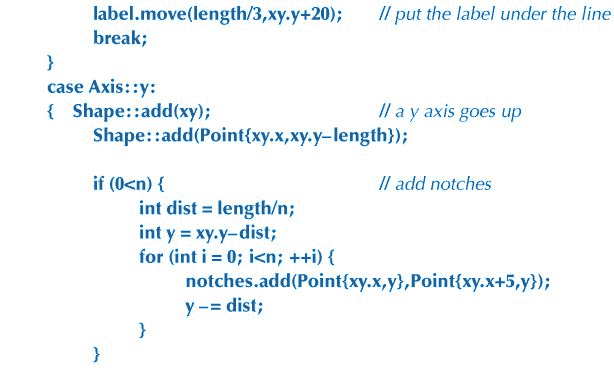 label.move(length/3,xy.y+20); // put the label under the line
break;
}
case Axis::y:
{ Shape::add(xy); // a y axis goes up
Shape::add(Point{xy.x,xy.y–length});
if (0<n) { // add notches
int dist = length/n;
int y = xy.y–dist;
for (int i = 0; i<n; ++i) {
notches.add(Point{xy.x,y},Point{xy.x+5,y});
y –= dist;
}
}